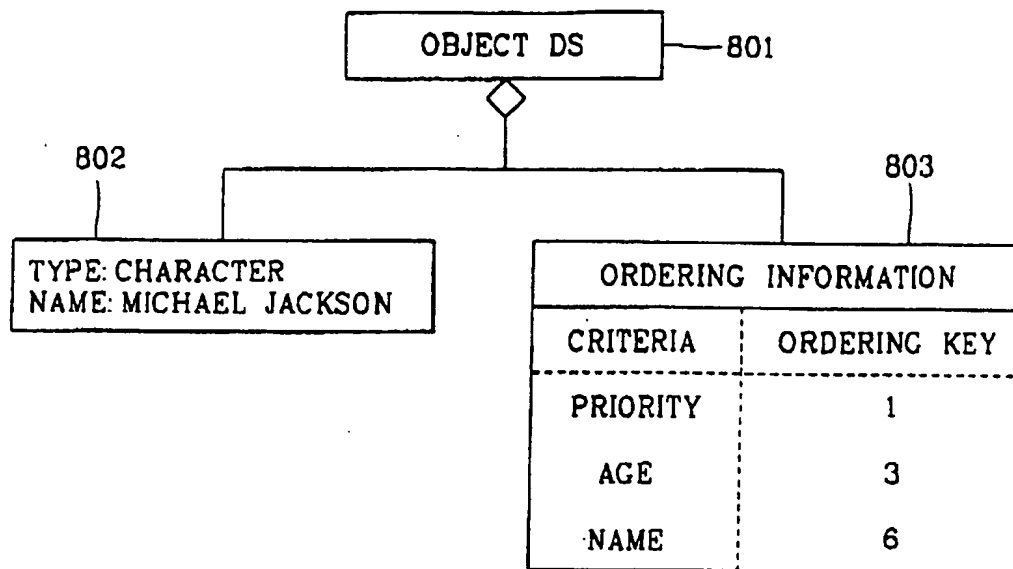 OBJECT DS
801
802
803
TYPE: CHARACTER
NAME: MICHAEL JACKSON
ORDERING INFORMATION
CRITERIA ORDERING KEY
PRIORITY 1
AGE 3
NAME 6